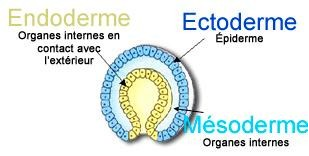 Endoderme
Organes internes en
contact avec
l'extérieur
Ectoderme
Épiderme
Mésoderme
Organes internes